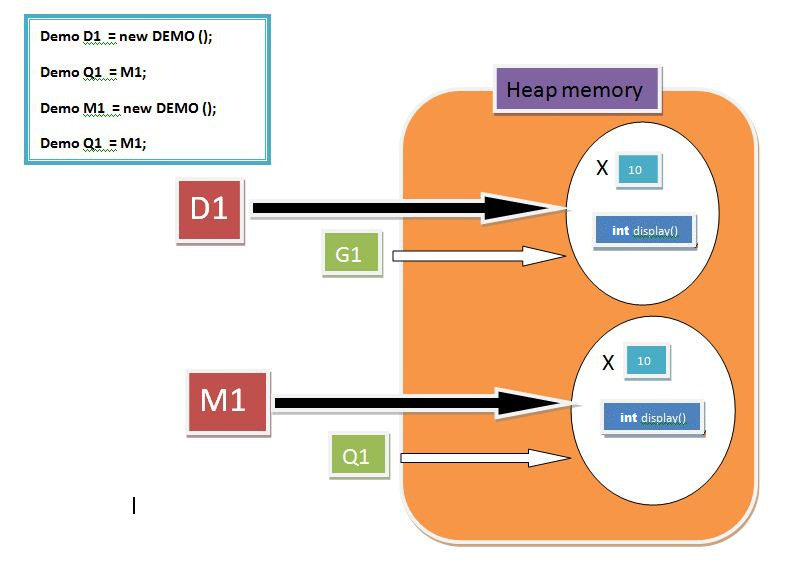 Demo D1 = new DEMO ();
Demo Q1 = M1;
Demo M1 = new DEMO ();
Demo Q1 = M1;
Heap memory
X 10
D1
int display()
G1
X 10
M1
int display()
Q1